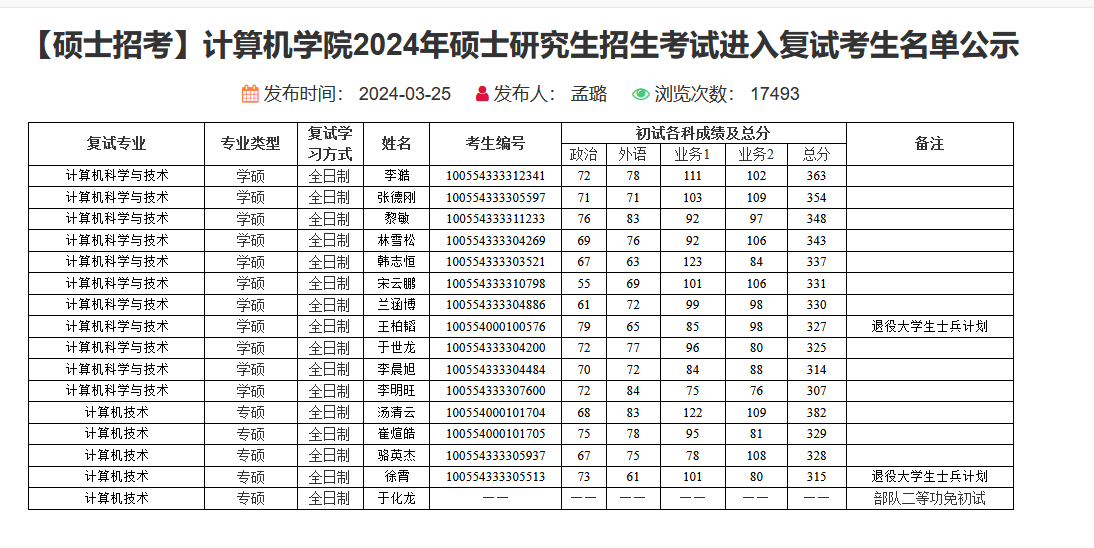 【硕士招考】计算机学院2024年硕士研究生招生考试进入复试考生名单公示
发布时间： 2024-03-25 发布人： 孟璐 浏览次数： 17493
复试专业 专业类型 复试学习方式 姓名 考生编号 初试各科成绩及总分 备注
政治 外语 业务1 业务2 总分
计算机科学与技术 学硕 全日制 李澔 100554333312341 72 78 111 102 363
计算机科学与技术 学硕 全日制 张德刚 100554333305597 71 71 103 109 354
计算机科学与技术 学硕 全日制 黎敏 100554333311233 76 83 92 97 348
计算机科学与技术 学硕 全日制 林雪松 100554333304269 69 76 92 106 343
计算机科学与技术 学硕 全日制 韩志恒 100554333303521 67 63 123 84 337
计算机科学与技术 学硕 全日制 宋云鹏 100554333310798 55 69 101 106 331
计算机科学与技术 学硕 全日制 兰涵博 100554333304886 61 72 99 98 330
计算机科学与技术 学硕 全日制 王柏韬 100554000100576 79 65 85 98 327 退役大学生士兵计划
计算机科学与技术 学硕 全日制 于世龙 100554333304200 72 77 96 80 325
计算机科学与技术 学硕 全日制 李晨旭 100554333304484 70 72 84 88 314
计算机科学与技术 学硕 全日制 李明旺 100554333307600 72 84 75 76 307
计算机技术 专硕 全日制 汤清云 100554000101704 68 83 122 109 382
计算机技术 专硕 全日制 崔煊皓 100554000101705 75 78 95 81 329
计算机技术 专硕 全日制 骆英杰 100554333305937 67 75 78 108 328
计算机技术 专硕 全日制 徐霄 100554333305513 73 61 101 80 315 退役大学生士兵计划
计算机技术 专硕 全日制 于化龙 —— —— —— —— —— —— 部队二等功免初试